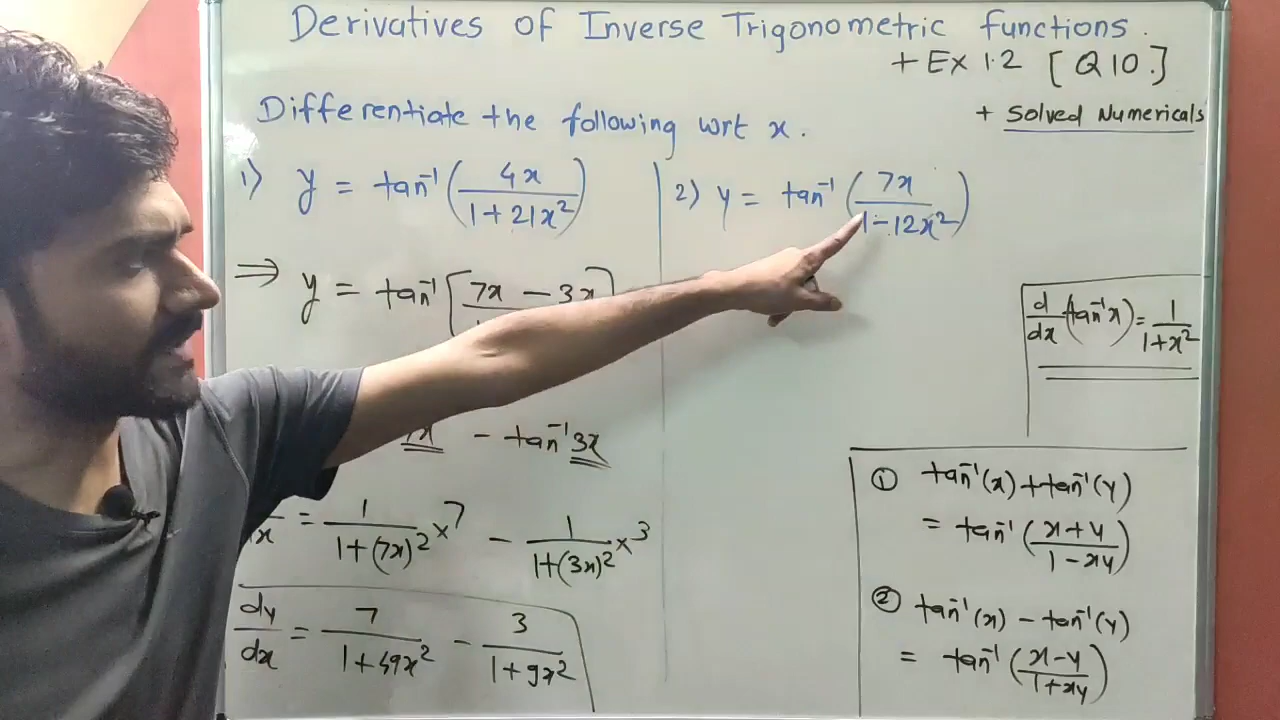 Derivatives of Inverse Trigonometric functions.
+ Ex 1.2 [Q10.]
+ Solved Numericals
Differentiate the following wrt x.
1) y = tan⁻¹(4x / 1+21x²)
2) y = tan⁻¹(7x / 1-12x²)
⇒ y = tan⁻¹[7x - 3x]
7x - tan⁻¹3x
= 1/1+(7x)² ×7 - 1/1+(3x)² ×3
dy/dx = 7/1+49x² - 3/1+9x²
d/dx(tan⁻¹x) = 1/1+x²
① tan⁻¹(x)+tan⁻¹(y)
= tan⁻¹(x+y / 1-xy)
② tan⁻¹(x) - tan⁻¹(y)
= tan⁻¹(x-y / 1+xy)